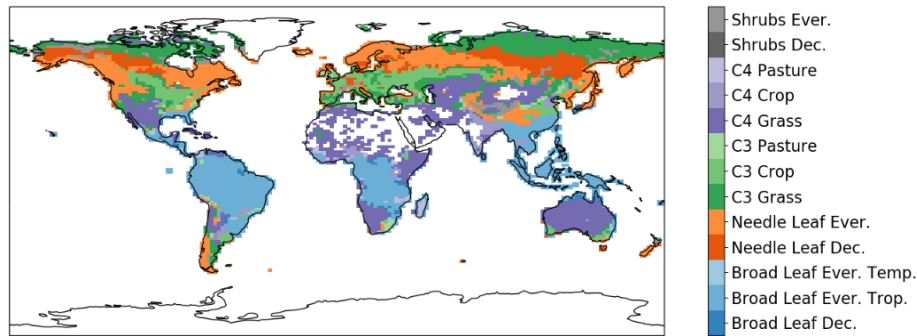 Shrubs Ever.
Shrubs Dec.
C4 Pasture
C4 Crop
C4 Grass
C3 Pasture
C3 Crop
C3 Grass
Needle Leaf Ever.
Needle Leaf Dec.
Broad Leaf Ever. Temp.
Broad Leaf Ever. Trop.
Broad Leaf Dec.